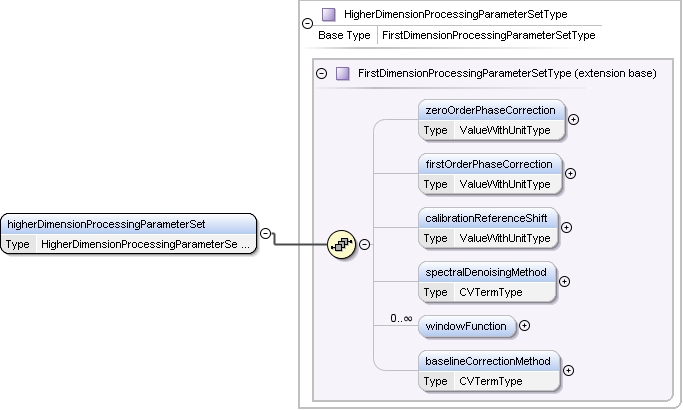 HigherDimensionProcessingParameterSetType
Base Type FirstDimensionProcessingParameterSetType
FirstDimensionProcessingParameterSetType (extension base)
zeroOrderPhaseCorrection
Type ValueWithUnitType
firstOrderPhaseCorrection
Type ValueWithUnitType
higherDimensionProcessingParameterSet
Type HigherDimensionProcessingParameterSe ...
calibrationReferenceShift
Type ValueWithUnitType
spectralDenoisingMethod
Type CVTermType
0..∞
windowFunction
baselineCorrectionMethod
Type CVTermType